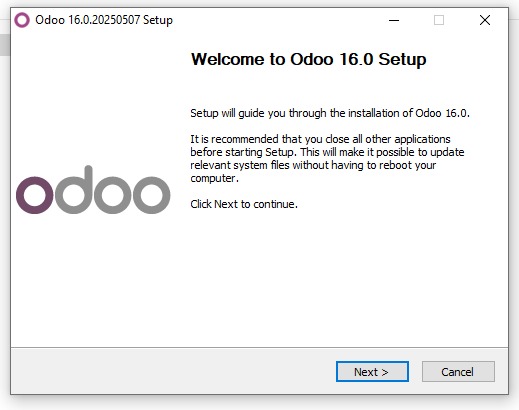 Odoo 16.0.20250507 Setup
Welcome to Odoo 16.0 Setup
Setup will guide you through the installation of Odoo 16.0.
It is recommended that you close all other applications
before starting Setup. This will make it possible to update
relevant system files without having to reboot your
computer.
odoo
Click Next to continue.
Next >
Cancel